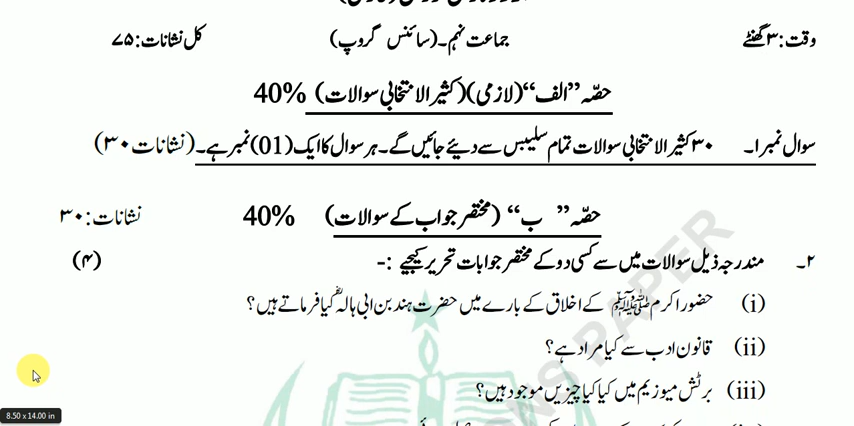 وقت: ۳ گھنٹے جماعت نہم۔ (سائنس گروپ) کل نشانات: ۷۵
حصّہ ”الف“ (لازمی) (کثیر الانتخابی سوالات) 40%
سوال نمبر ۱۔ ۳۰ کثیر الانتخابی سوالات تمام سلیبس سے دیئے جائیں گے۔ ہر سوال کا ایک (01) نمبر ہے۔ (نشانات ۳۰)
حصّہ ” ب“ (مختصر جواب کے سوالات) 40% نشانات: ۳۰
۲۔ مندرجہ ذیل سوالات میں سے کسی دو کے مختصر جوابات تحریر کیجیے :- (۴)
(i) حضور اکرم ﷺ کے اخلاق کے بارے میں حضرت ہند بن ابی ہالہؓ کیا فرماتے ہیں؟
(ii) قانون ادب سے کیا مراد ہے؟
(iii) برٹش میوزیم میں کیا کیا چیزیں موجود ہیں؟
ONS PAPER
8.50 x 14.00 in